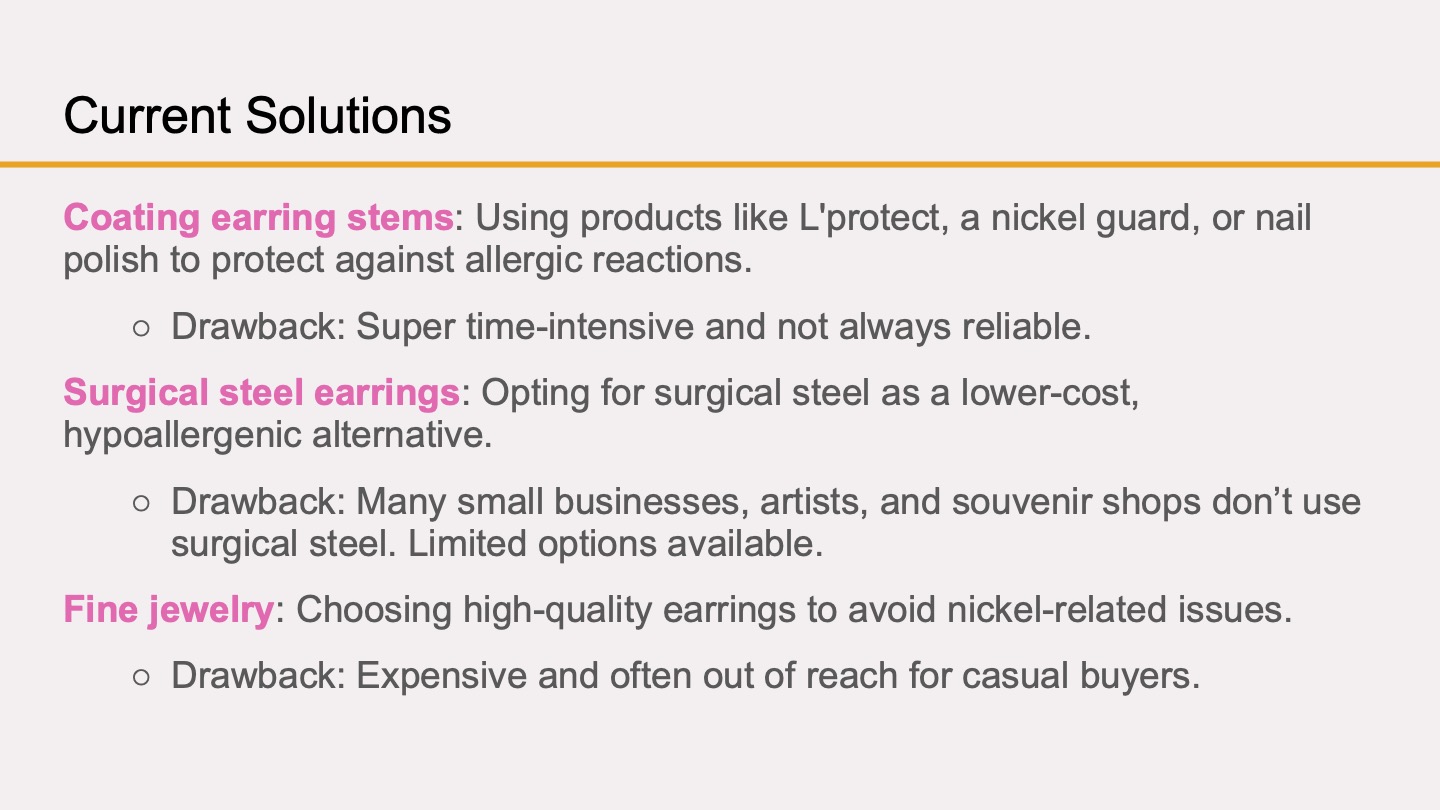 Current Solutions
Coating earring stems: Using products like L'protect, a nickel guard, or nail
polish to protect against allergic reactions.
○ Drawback: Super time-intensive and not always reliable.
Surgical steel earrings: Opting for surgical steel as a lower-cost,
hypoallergenic alternative.
○ Drawback: Many small businesses, artists, and souvenir shops don’t use
surgical steel. Limited options available.
Fine jewelry: Choosing high-quality earrings to avoid nickel-related issues.
○ Drawback: Expensive and often out of reach for casual buyers.